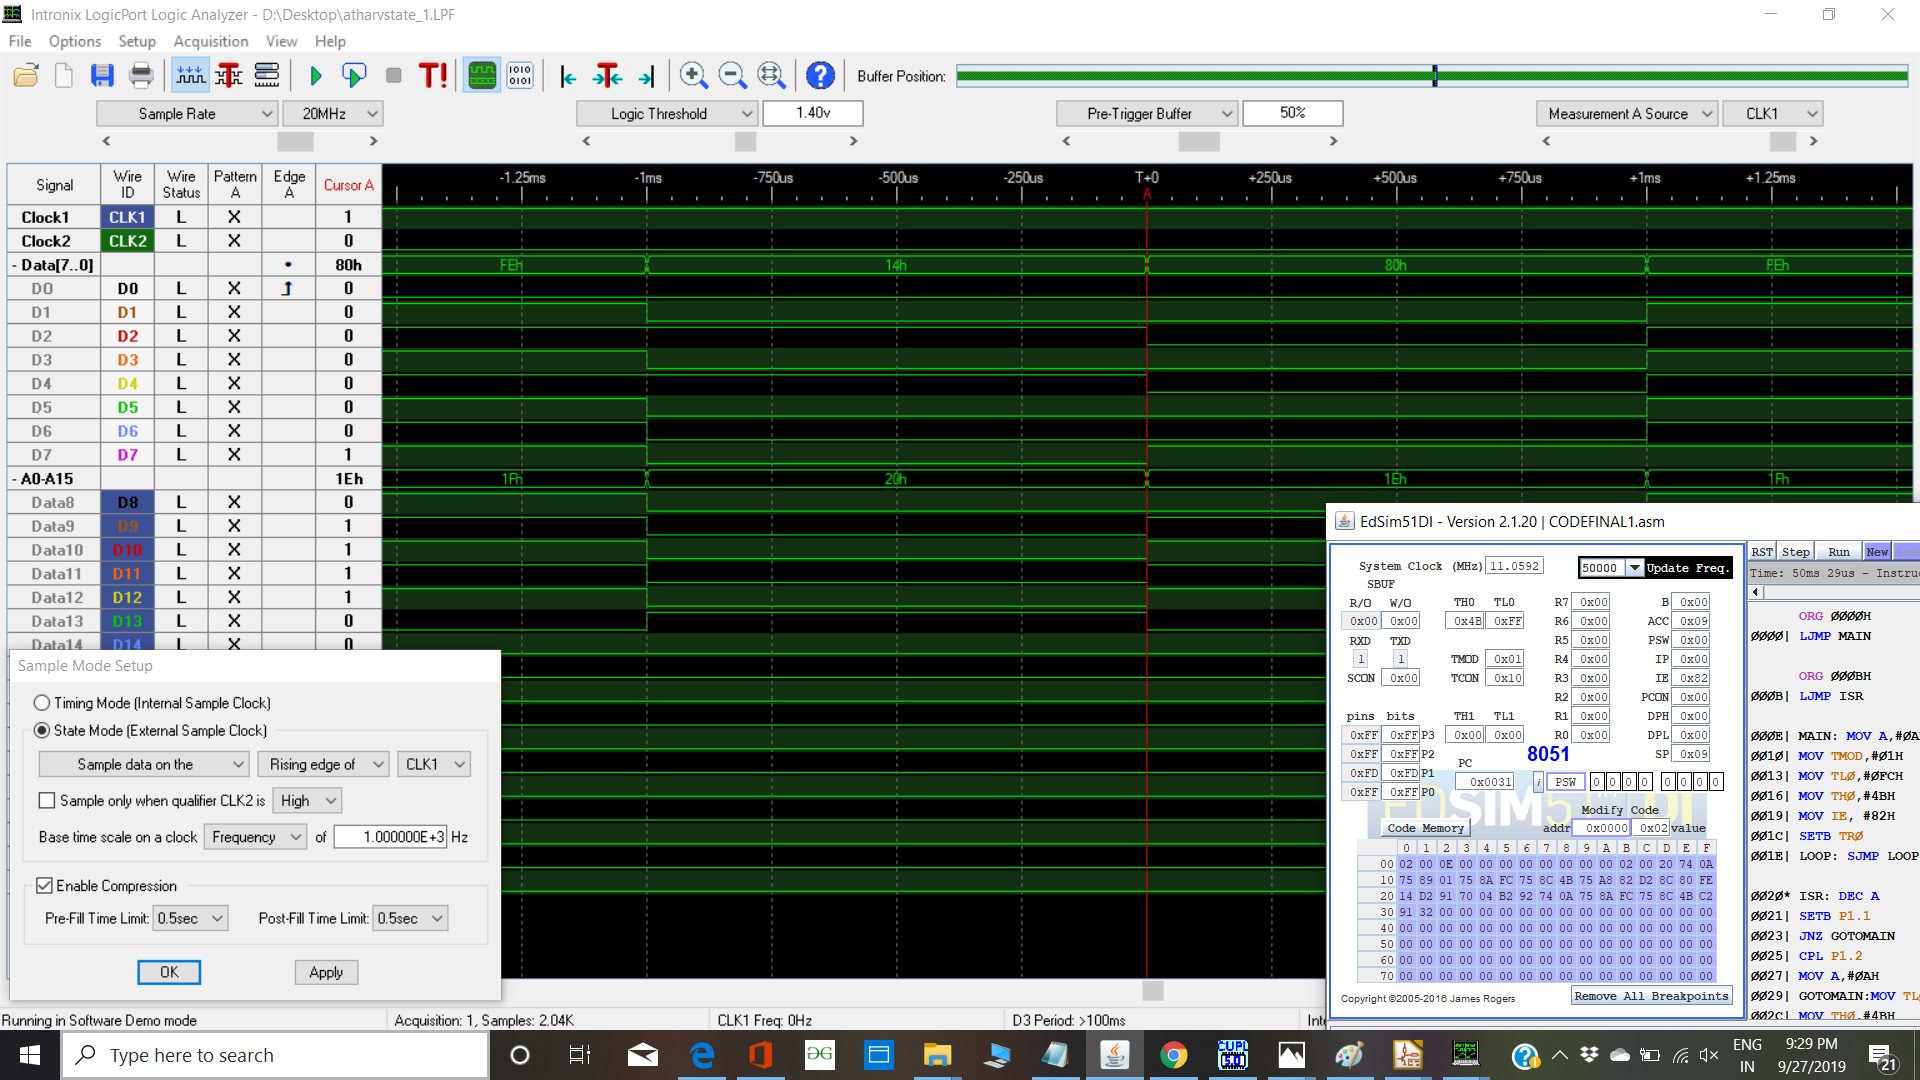 Intronix LogicPort Logic Analyzer - D:\Desktop\atharvstate_1.LPF
File Options Setup Acquisition View Help
Buffer Position:
Sample Rate 20MHz Logic Threshold 1.40v Pre-Trigger Buffer 50% Measurement A Source CLK1
Signal Wire ID Wire Status Pattern A Edge A Cursor A -1.25ms -1ms -750us -500us -250us T+0 +250us +500us +750us +1ms +1.25ms
A
Clock1 CLK1 L X 1
Clock2 CLK2 L X 0
- Data[7..0] 80h FEh 14h 80h FEh
D0 D0 L X 0
D1 D1 L X 0
D2 D2 L X 0
D3 D3 L X 0
D4 D4 L X 0
D5 D5 L X 0
D6 D6 L X 0
D7 D7 L X 1
- A0-A15 1Eh 1Fh 20h 1Eh 1Fh
Data8 D8 L X 0
Data9 D9 L X 1
Data10 D10 L X 1
Data11 D11 L X 1
Data12 D12 L X 1
Data13 D13 L X 0
Data14 D14 L X 0
Sample Mode Setup
Timing Mode (Internal Sample Clock)
State Mode (External Sample Clock)
Sample data on the Rising edge of CLK1
Sample only when qualifier CLK2 is High
Base time scale on a clock Frequency of 1.000000E+3 Hz
Enable Compression
Pre-Fill Time Limit: 0.5sec Post-Fill Time Limit: 0.5sec
OK Apply
Running in Software Demo mode Acquisition: 1, Samples: 2.04K CLK1 Freq: 0Hz D3 Period: >100ms
EdSim51DI - Version 2.1.20 | CODEFINAL1.asm
System Clock (MHz) 11.0592 50000 Update Freq.
SBUF
R/O W/O TH0 TL0 R7 0x00 B 0x00
0x00 0x00 0x4B 0xFF R6 0x00 ACC 0x09
RXD TXD R5 0x00 PSW 0x00
1 1 TMOD 0x01 R4 0x00 IP 0x00
SCON 0x00 TCON 0x10 R3 0x00 IE 0x82
R2 0x00 PCON 0x00
pins bits TH1 TL1 R1 0x00 DPH 0x00
0xFF 0xFF P3 0x00 0x00 R0 0x00 DPL 0x00
0xFF 0xFF P2 8051 SP 0x09
0xFD 0xFD P1 PC 0x0031 i PSW 0 0 0 0 0 0 0 0
0xFF 0xFF P0
Modify Code
Code Memory addr 0x0000 0x02 value
0 1 2 3 4 5 6 7 8 9 A B C D E F
00 02 00 0E 00 00 00 00 00 00 00 00 02 00 20 74 0A
10 75 89 01 75 8A FC 75 8C 4B 75 A8 82 D2 8C 80 FE
20 14 D2 91 70 04 B2 92 74 0A 75 8A FC 75 8C 4B C2
30 91 32 00 00 00 00 00 00 00 00 00 00 00 00 00 00
40 00 00 00 00 00 00 00 00 00 00 00 00 00 00 00 00
50 00 00 00 00 00 00 00 00 00 00 00 00 00 00 00 00
60 00 00 00 00 00 00 00 00 00 00 00 00 00 00 00 00
70 00 00 00 00 00 00 00 00 00 00 00 00 00 00 00 00
Copyright ©2005-2016 James Rogers Remove All Breakpoints
RST Step Run New
Time: 50ms 29us - Instruc
ORG 0000H
0000| LJMP MAIN
ORG 000BH
000B| LJMP ISR
000E| MAIN: MOV A,#0A
0010| MOV TMOD,#01H
0013| MOV TL0,#0FCH
0016| MOV TH0,#4BH
0019| MOV IE, #82H
001C| SETB TR0
001E| LOOP: SJMP LOOP
0020* ISR: DEC A
0021| SETB P1.1
0023| JNZ GOTOMAIN
0025| CPL P1.2
0027| MOV A,#0AH
0029| GOTOMAIN:MOV TL
002C| MOV TH0,#4BH
Type here to search
ENG IN
9:29 PM
9/27/2019
21